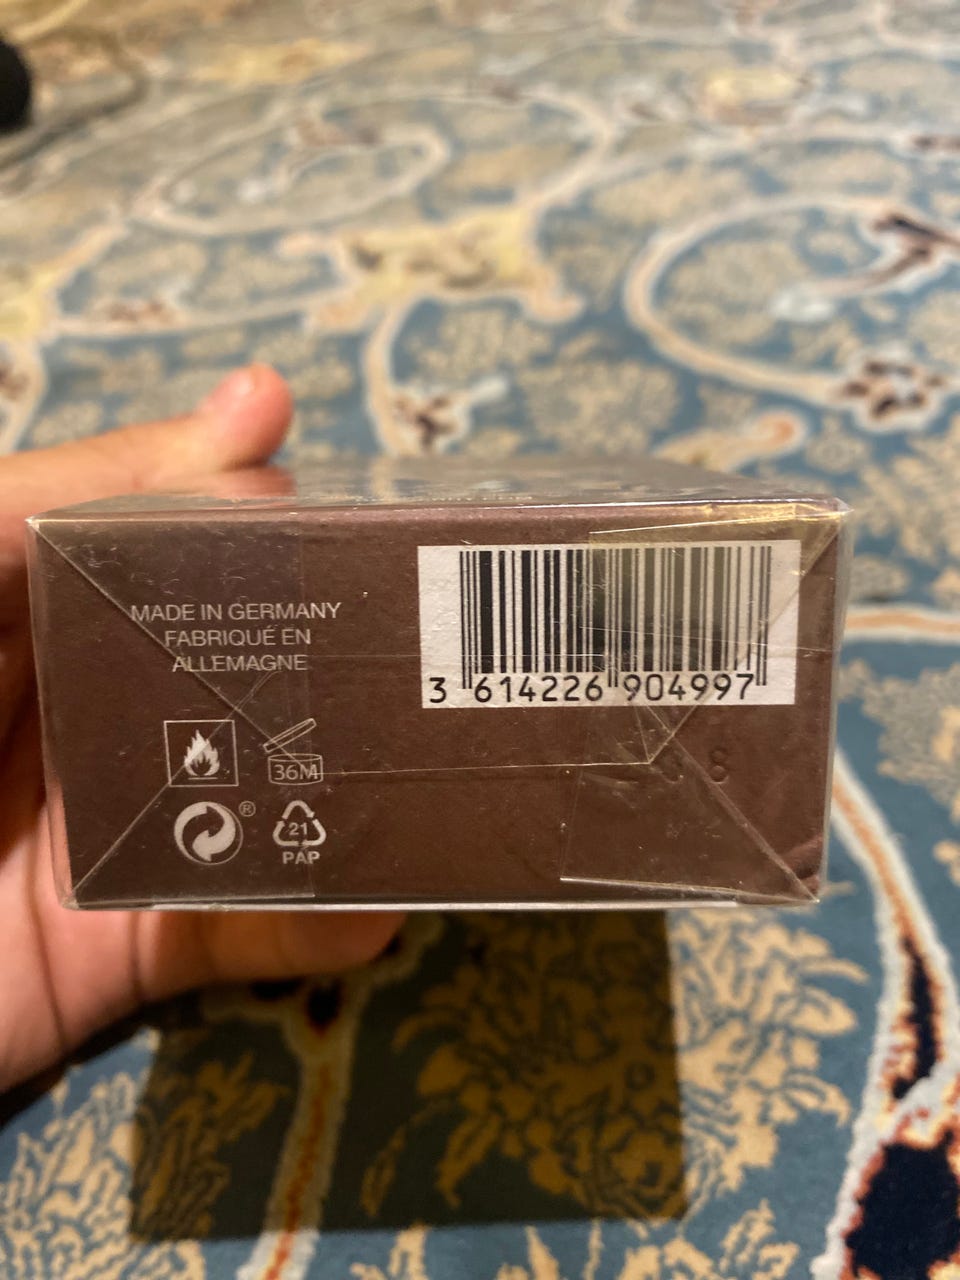 MADE IN GERMANY
FABRIQUÉ EN
ALLEMAGNE
36M
®
21
PAP
3 614226 904997